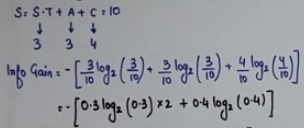 S = S·T + A + C = 10
↓ ↓ ↓
3 3 4
Info Gain = -[3/10 log₂(3/10) + 3/10 log₂(3/10) + 4/10 log₂(4/10)]
= -[0.3 log₂(0.3) × 2 + 0.4 log₂(0.4)]